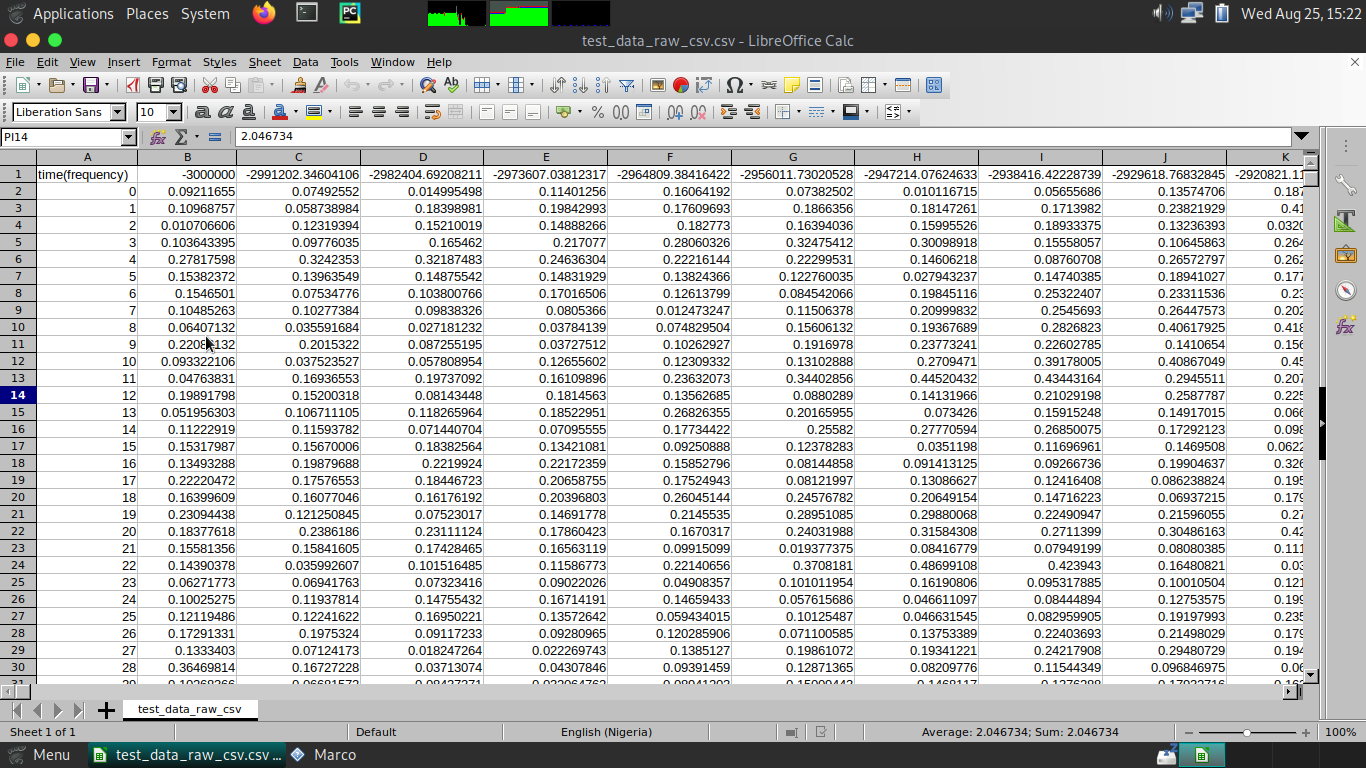 Applications Places System Wed Aug 25, 15:22
test_data_raw_csv.csv - LibreOffice Calc
File Edit View Insert Format Styles Sheet Data Tools Window Help
Liberation Sans 10
PI14 2.046734
A B C D E F G H I J K
1 time(frequency) -3000000 -2991202.34604106 -2982404.69208211 -2973607.03812317 -2964809.38416422 -2956011.73020528 -2947214.07624633 -2938416.42228739 -2929618.76832845 -2920821.11
2 0 0.09211655 0.07492552 0.014995498 0.11401256 0.16064192 0.07382502 0.010116715 0.05655686 0.13574706 0.187
3 1 0.10968757 0.058738984 0.18398981 0.19842993 0.17609693 0.1866356 0.18147261 0.1713982 0.23821929 0.41
4 2 0.010706606 0.12319394 0.15210019 0.14888266 0.182773 0.16394036 0.15995526 0.18933375 0.13236393 0.0320
5 3 0.103643395 0.09776035 0.165462 0.217077 0.28060326 0.32475412 0.30098918 0.15558057 0.10645863 0.264
6 4 0.27817598 0.3242353 0.32187483 0.24636304 0.22216144 0.22299531 0.14606218 0.08760708 0.26572797 0.262
7 5 0.15382372 0.13963549 0.14875542 0.14831929 0.13824366 0.122760035 0.027943237 0.14740385 0.18941027 0.177
8 6 0.1546501 0.07534776 0.103800766 0.17016506 0.12613799 0.084542066 0.19845116 0.25322407 0.23311536 0.23
9 7 0.10485263 0.10277384 0.09838326 0.0805366 0.012473247 0.11506378 0.20999832 0.2545693 0.26447573 0.202
10 8 0.06407132 0.035591684 0.027181232 0.03784139 0.074829504 0.15606132 0.19367689 0.2826823 0.40617925 0.418
11 9 0.2015322 0.087255195 0.03727512 0.10262927 0.1916978 0.23773241 0.22602785 0.1410654 0.156
12 10 0.093322106 0.037523527 0.057808954 0.12655602 0.12309332 0.13102888 0.2709471 0.39178005 0.40867049 0.45
13 11 0.04763831 0.16936553 0.19737092 0.16109896 0.23632073 0.34402856 0.44520432 0.43443164 0.2945511 0.207
14 12 0.19891798 0.15200318 0.08143448 0.1814563 0.13562685 0.0880289 0.14131966 0.21029198 0.2587787 0.225
15 13 0.051956303 0.106711105 0.118265964 0.18522951 0.26826355 0.20165955 0.073426 0.15915248 0.14917015 0.066
16 14 0.11222919 0.11593782 0.071440704 0.07095555 0.17734422 0.25582 0.27770594 0.26850075 0.17292123 0.098
17 15 0.15317987 0.15670006 0.18382564 0.13421081 0.09250888 0.12378283 0.0351198 0.11696961 0.1469508 0.0622
18 16 0.13493288 0.19879688 0.2219924 0.22172359 0.15852796 0.08144858 0.091413125 0.09266736 0.19904637 0.326
19 17 0.22220472 0.17576553 0.18446723 0.20658755 0.17524943 0.08121997 0.13086627 0.12416408 0.086238824 0.195
20 18 0.16399609 0.16077046 0.16176192 0.20396803 0.26045144 0.24576782 0.20649154 0.14716223 0.06937215 0.179
21 19 0.23094438 0.121250845 0.07523017 0.14691778 0.2145535 0.28951085 0.29880068 0.22490947 0.21596055 0.27
22 20 0.18377618 0.2386186 0.23111124 0.17860423 0.1670317 0.24031988 0.31584308 0.2711399 0.30486163 0.42
23 21 0.15581356 0.15841605 0.17428465 0.16563119 0.09915099 0.019377375 0.08416779 0.07949199 0.08080385 0.111
24 22 0.14390378 0.035992607 0.101516485 0.11586773 0.22140656 0.3708181 0.48699108 0.423943 0.16480821 0.03
25 23 0.06271773 0.06941763 0.07323416 0.09022026 0.04908357 0.101011954 0.16190806 0.095317885 0.10010504 0.121
26 24 0.10025275 0.11937814 0.14755432 0.16714191 0.14659433 0.057615686 0.046611097 0.08444894 0.12753575 0.199
27 25 0.12119486 0.12241622 0.16950221 0.13572642 0.059434015 0.10125487 0.046631545 0.082959905 0.19197993 0.235
28 26 0.17291331 0.1975324 0.09117233 0.09280965 0.120285906 0.071100585 0.13753389 0.22403693 0.21498029 0.179
29 27 0.1333403 0.07124173 0.018247264 0.022269743 0.1385127 0.19861072 0.19341221 0.24217908 0.29480729 0.194
30 28 0.36469814 0.16727228 0.03713074 0.04307846 0.09391459 0.12871365 0.08209776 0.11544349 0.096846975 0.06
test_data_raw_csv
Sheet 1 of 1 Default English (Nigeria) Average: 2.046734; Sum: 2.046734 100%
Menu test_data_raw_csv.csv ... Marco